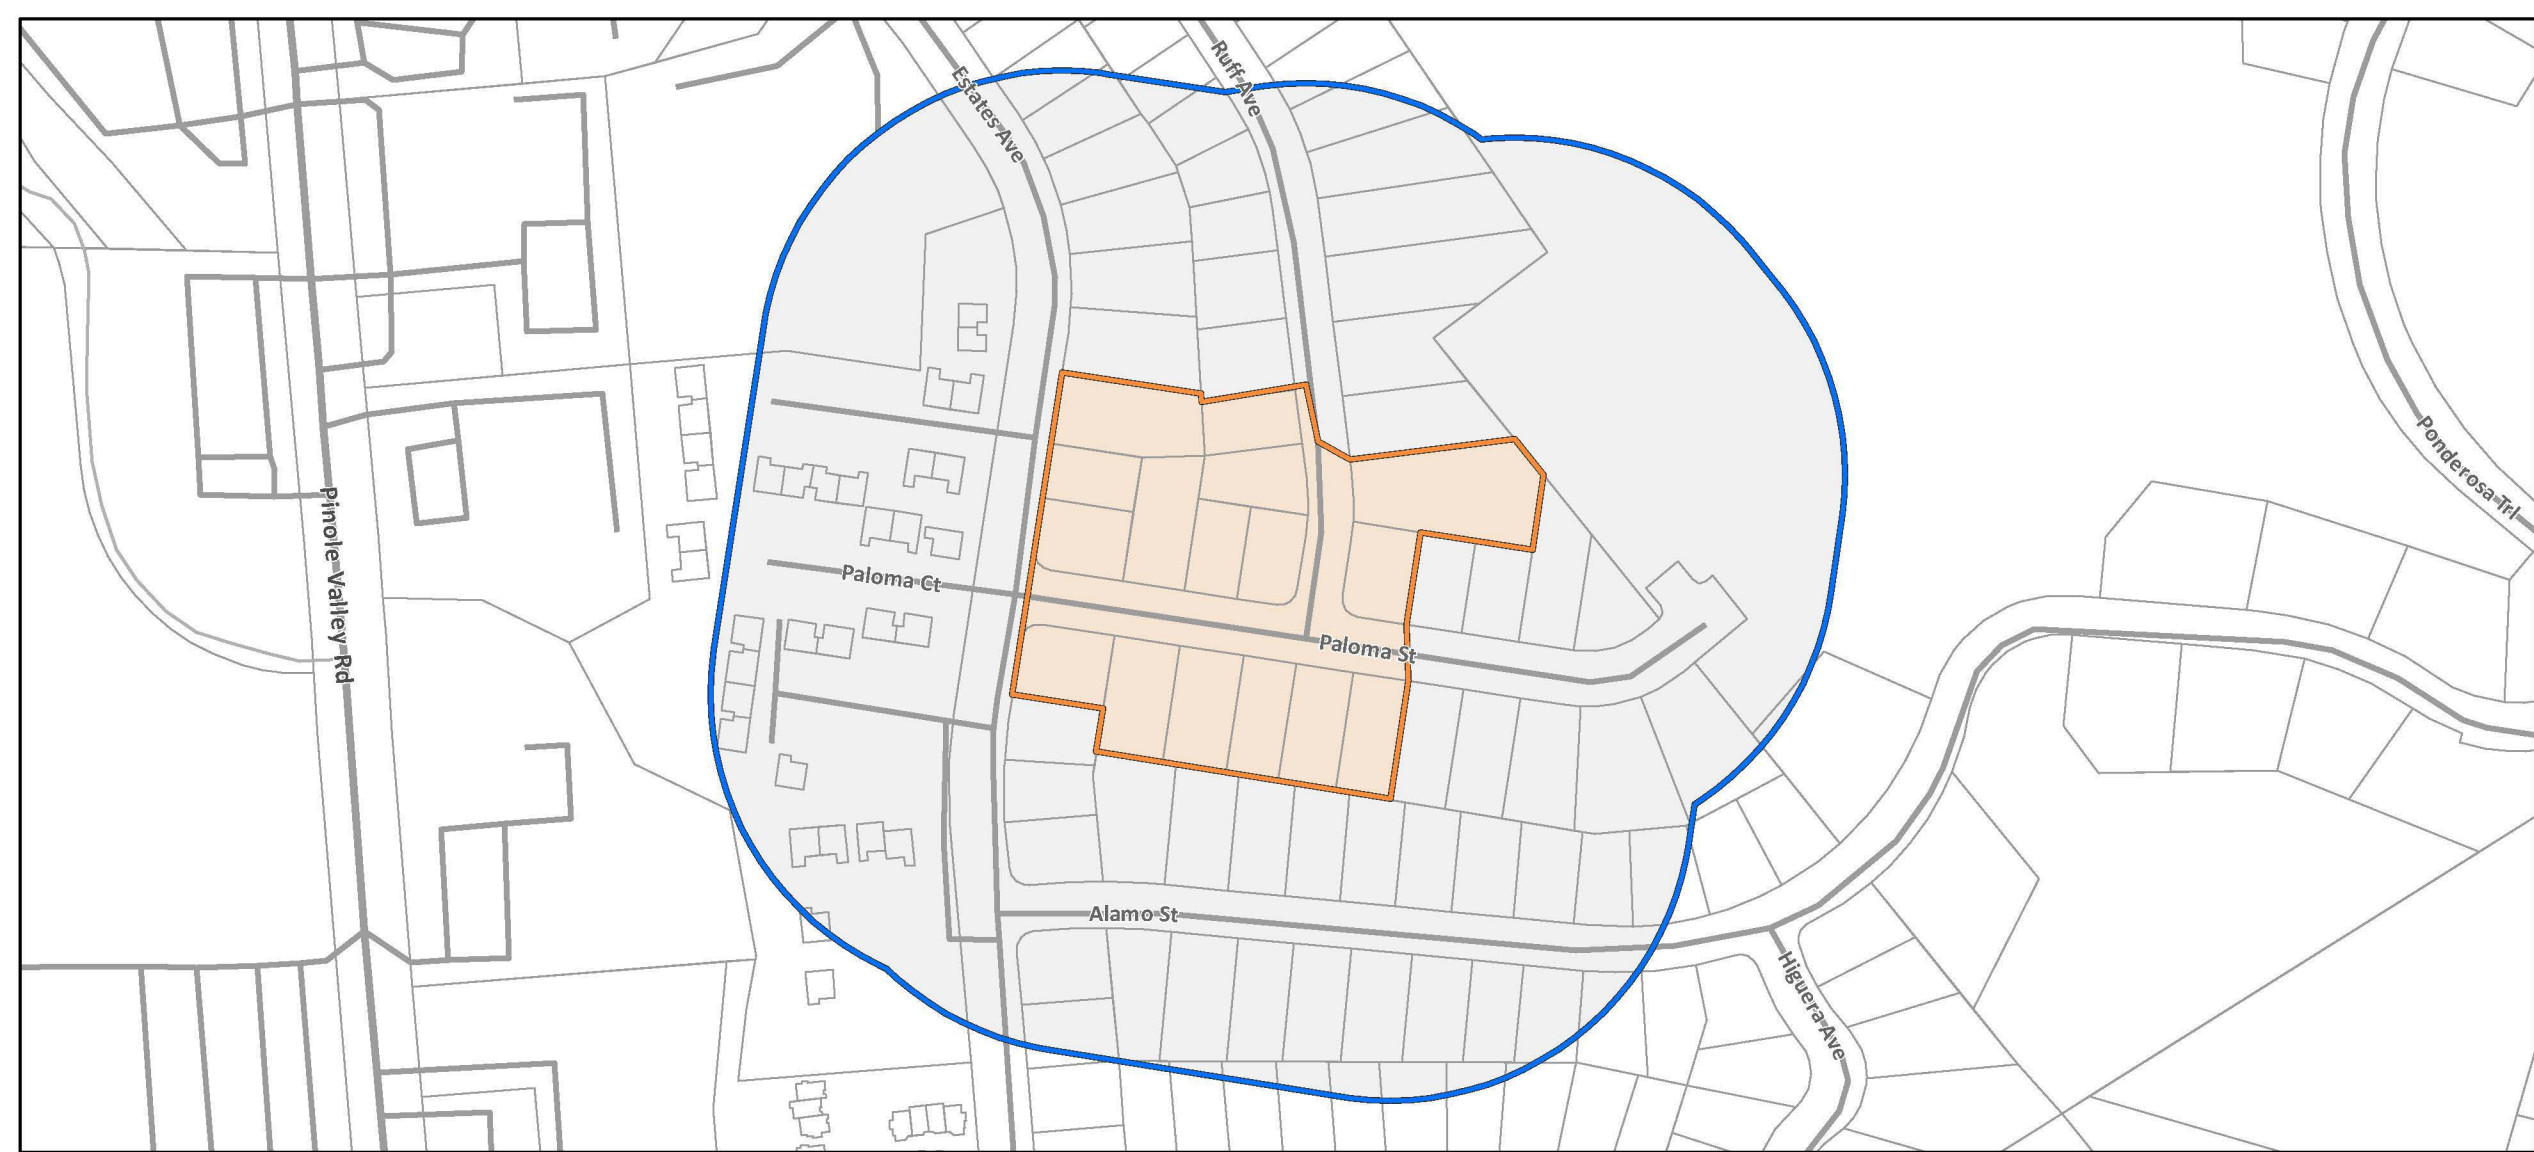 Estates Ave
Ruff Ave
Ponderosa Trl
Pinole Valley Rd
Paloma Ct
Paloma St
Alamo St
Higuera Ave